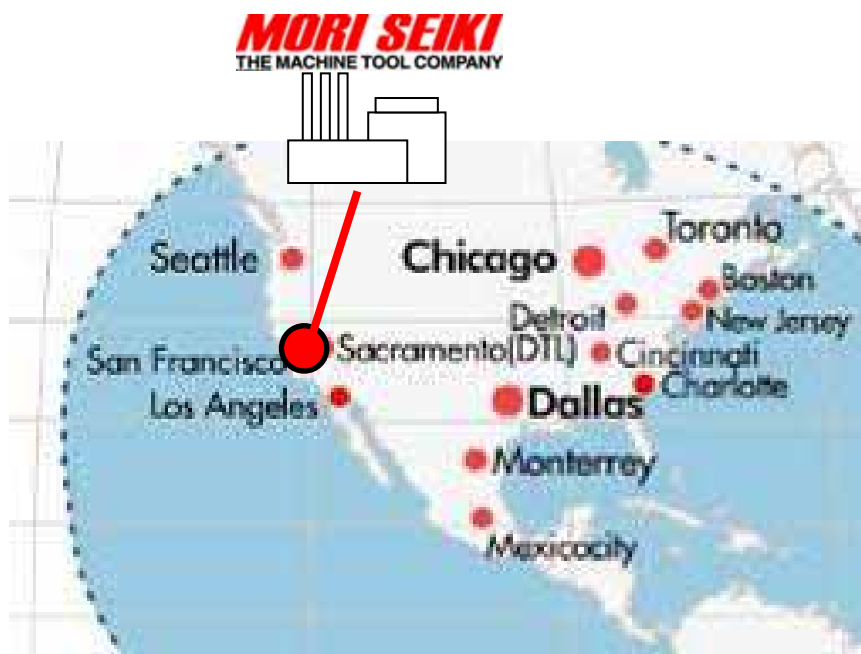 MORI SEIKI
THE MACHINE TOOL COMPANY
Toronto
Seattle
Chicago
Boston
Detroit
New Jersey
Sacramento(DTL)
Cincinnati
San Francisco
Charlotte
Los Angeles
Dallas
Monterrey
Mexicocity